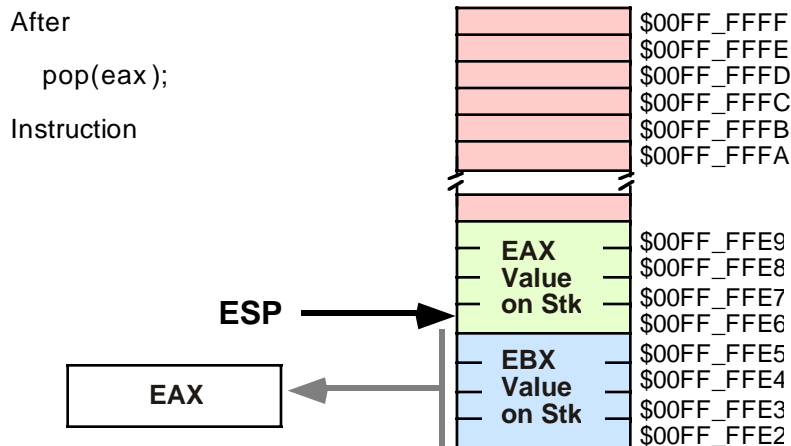 After
pop(eax );
Instruction
$00FF_FFFF
$00FF_FFFE
$00FF_FFFD
$00FF_FFFC
$00FF_FFFB
$00FF_FFFA
EAX
Value
on Stk
$00FF_FFE9
$00FF_FFE8
$00FF_FFE7
$00FF_FFE6
ESP
EBX
Value
on Stk
$00FF_FFE5
$00FF_FFE4
$00FF_FFE3
$00FF_FFE2
EAX